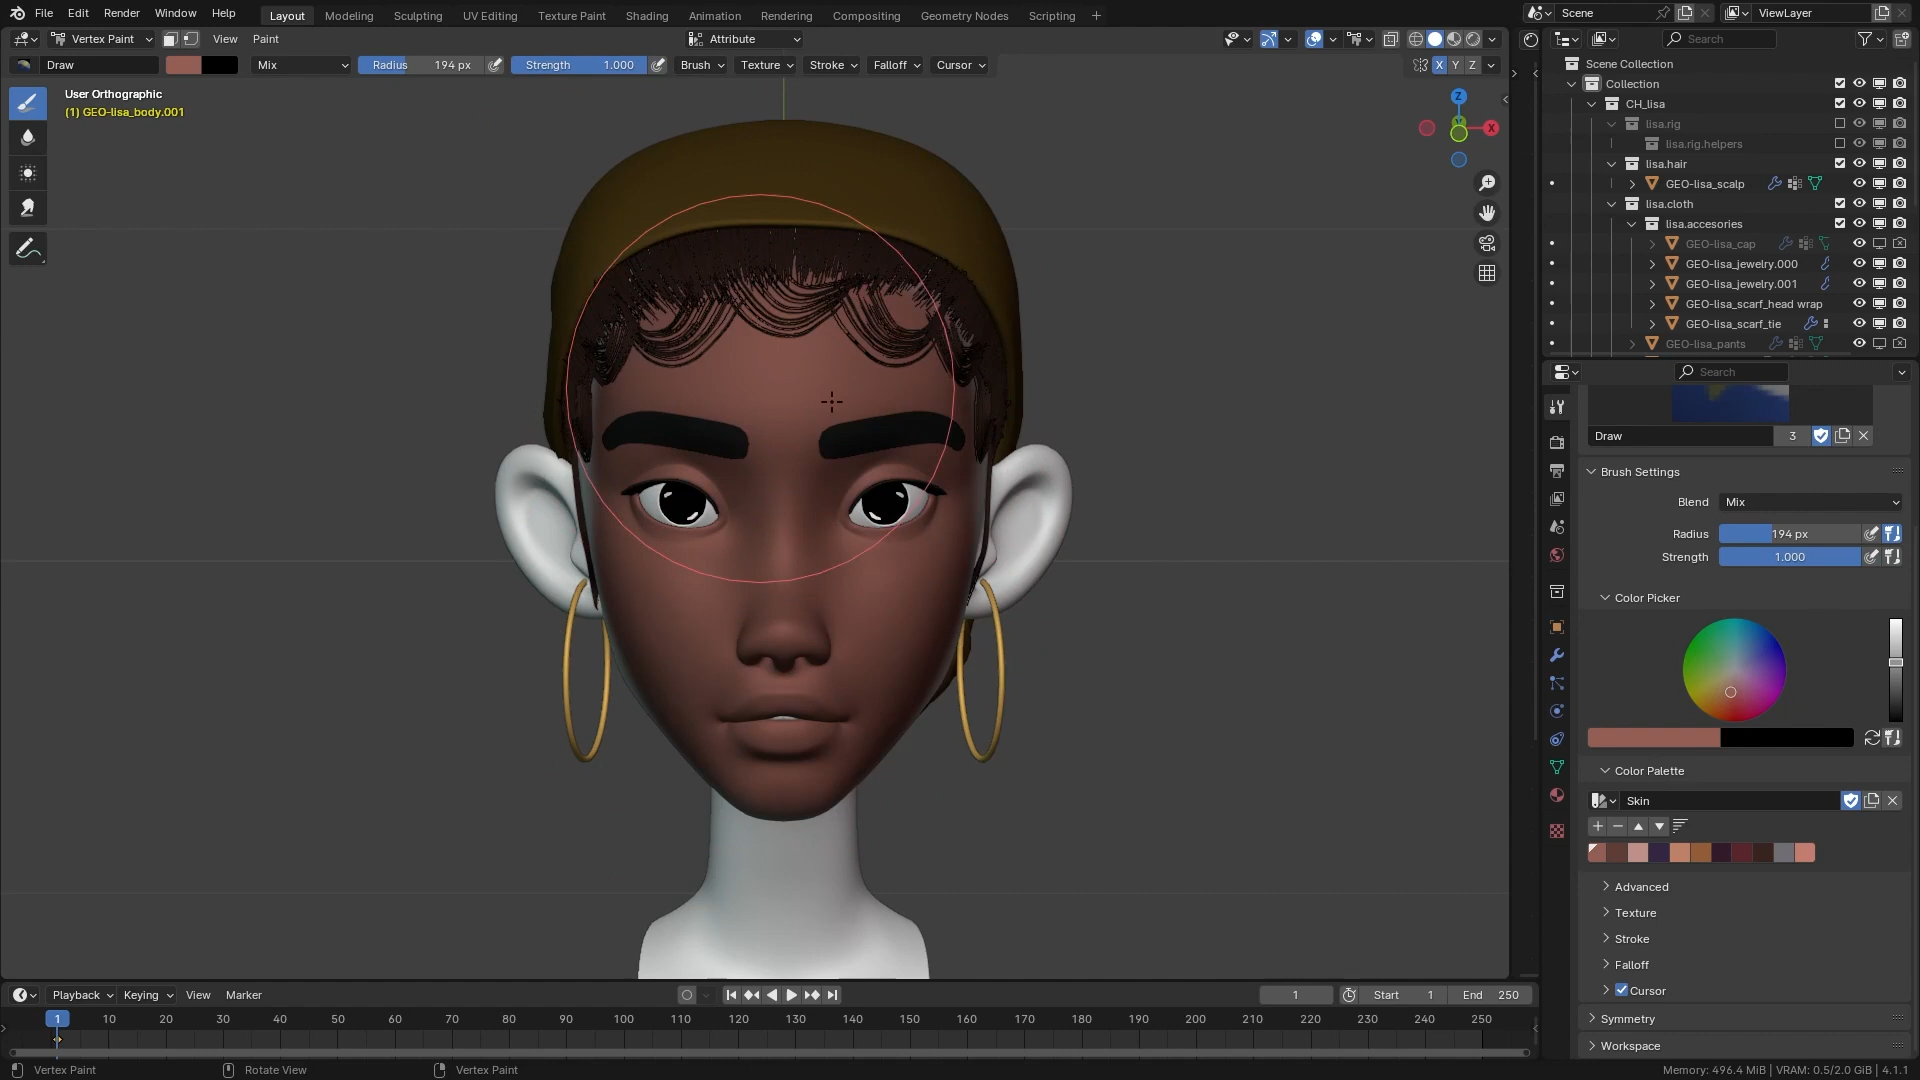 File Edit Render Window Help Layout Modeling Sculpting UV Editing Texture Paint Shading Animation Rendering Compositing Geometry Nodes Scripting + Scene ViewLayer
Vertex Paint View Paint Attribute Search
Draw Mix Radius 194 px Strength 1.000 Brush Texture Stroke Falloff Cursor X Y Z
User Orthographic
(1) GEO-lisa_body.001
Z
X
Scene Collection
Collection
CH_lisa
lisa.rig
lisa.rig.helpers
lisa.hair
GEO-lisa_scalp
lisa.cloth
lisa.accesories
GEO-lisa_cap
GEO-lisa_jewelry.000
GEO-lisa_jewelry.001
GEO-lisa_scarf_head wrap
GEO-lisa_scarf_tie
GEO-lisa_pants
Search
Draw 3
Brush Settings
Blend Mix
Radius 194 px
Strength 1.000
Color Picker
Color Palette
Skin
Advanced
Texture
Stroke
Falloff
Cursor
Symmetry
Workspace
Playback Keying View Marker 1 Start 1 End 250
1 10 20 30 40 50 60 70 80 90 100 110 120 130 140 150 160 170 180 190 200 210 220 230 240 250
Vertex Paint Rotate View Vertex Paint Memory: 496.4 MiB | VRAM: 0.5/2.0 GiB | 4.1.1